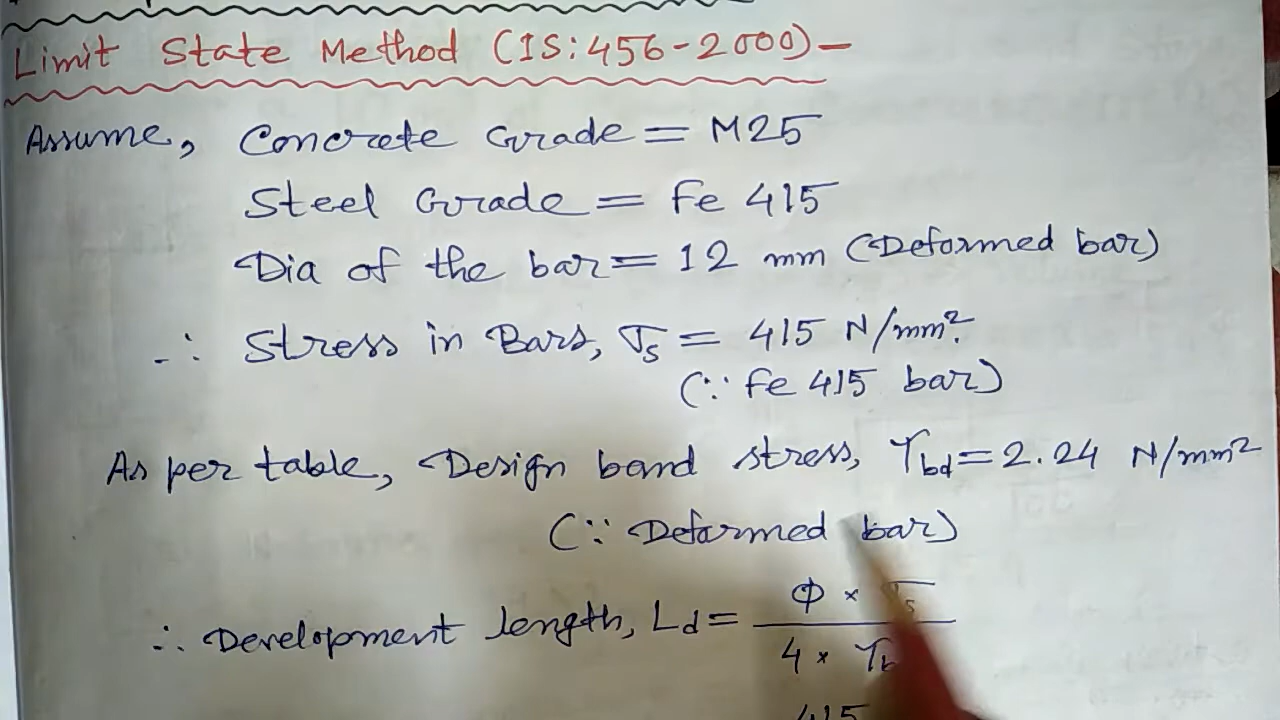 Limit State Method (IS:456-2000)-
Assume, Concrete Grade = M25
Steel Grade = Fe 415
Dia of the bar = 12 mm (Deformed bar)
∴ Stress in Bars, σs = 415 N/mm².
(∵ Fe 415 bar)
As per table, Design bond stress, τbd = 2.24 N/mm²
(∵ Deformed bar)
∴ Development length, Ld = ϕ × σs
4 × τb
415